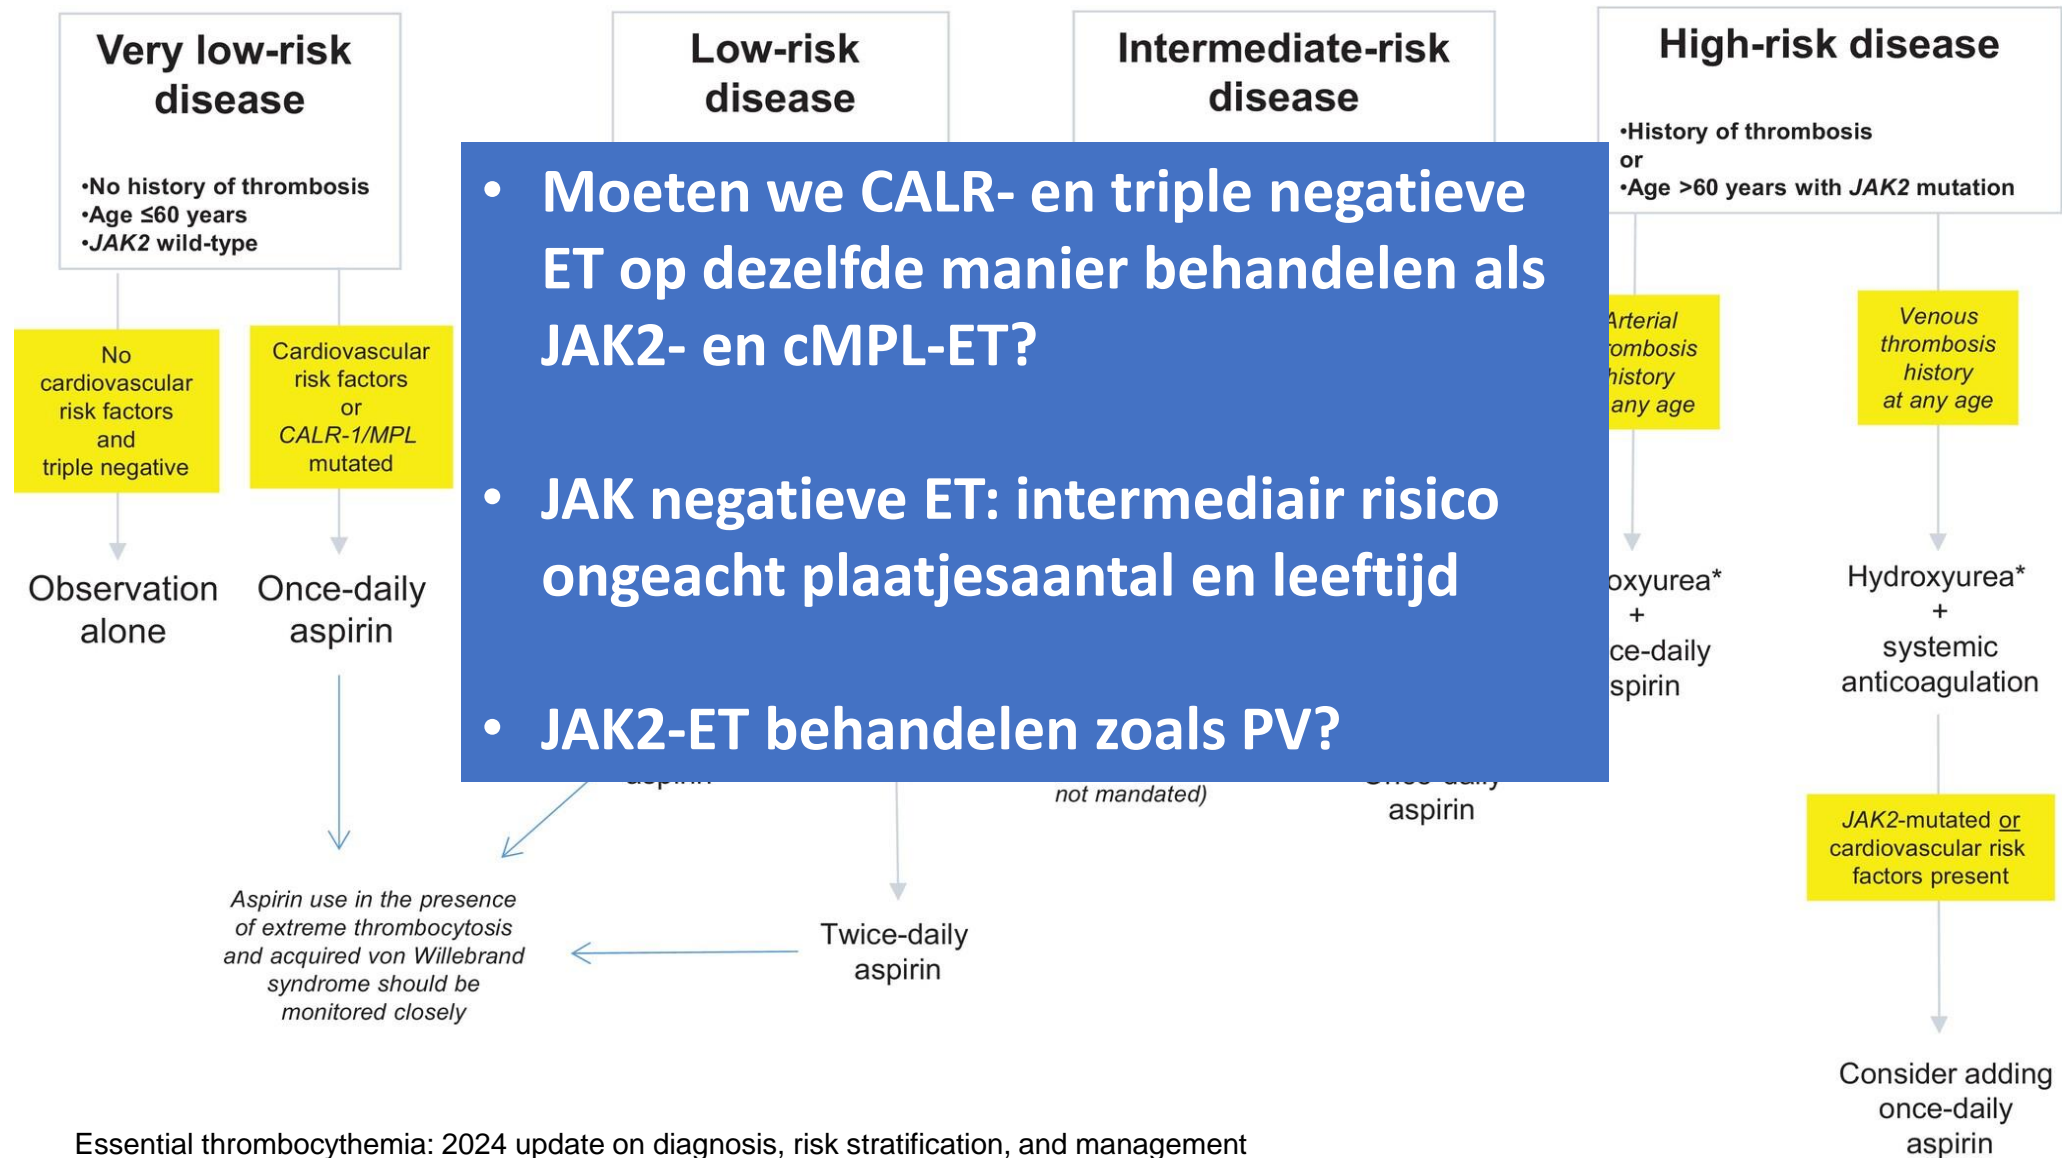 Very low-risk
disease
•No history of thrombosis
•Age ≤60 years
•JAK2 wild-type
No
cardiovascular
risk factors
and
triple negative
Cardiovascular
risk factors
or
CALR-1/MPL
mutated
Observation
alone
Once-daily
aspirin
Low-risk
disease
Intermediate-risk
disease
High-risk disease
•History of thrombosis
or
•Age >60 years with JAK2 mutation
• Moeten we CALR- en triple negatieve
ET op dezelfde manier behandelen als
JAK2- en cMPL-ET?
• JAK negatieve ET: intermediair risico
ongeacht plaatjesaantal en leeftijd
• JAK2-ET behandelen zoals PV?
Arterial
history
any age
Venous
thrombosis
history
at any age
+
Hydroxyurea*
+
systemic
anticoagulation
not mandated)
aspirin
JAK2-mutated or
cardiovascular risk
factors present
Aspirin use in the presence
of extreme thrombocytosis
and acquired von Willebrand
syndrome should be
monitored closely
Twice-daily
aspirin
Consider adding
once-daily
aspirin
Essential thrombocythemia: 2024 update on diagnosis, risk stratification, and management